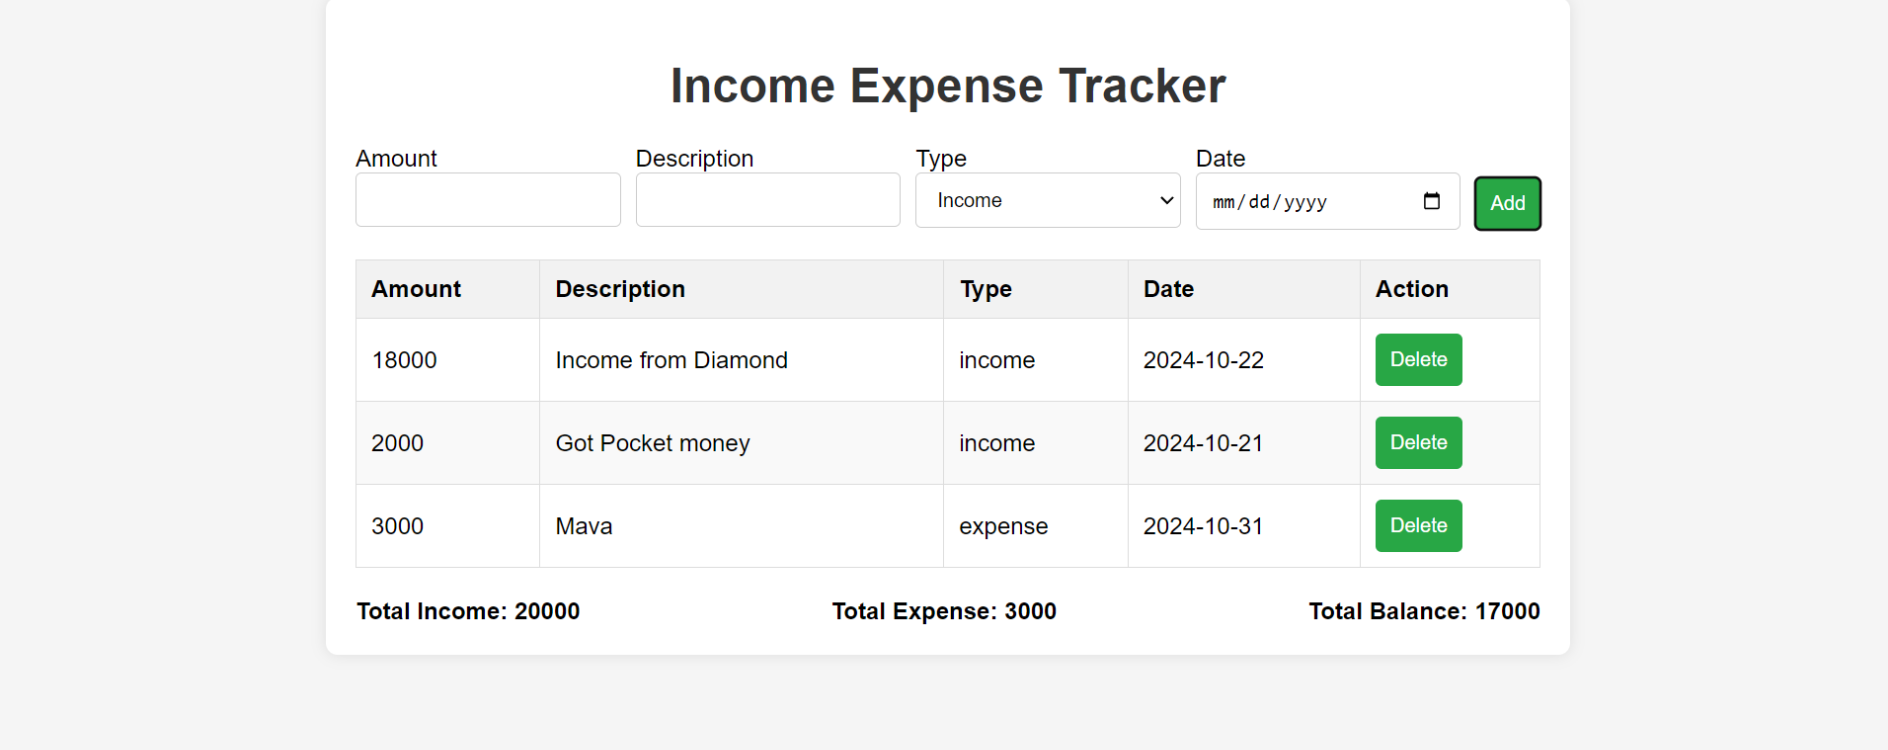 Income Expense Tracker
Amount Description Type Date
Income mm/dd/yyyy Add
Amount Description Type Date Action
18000 Income from Diamond income 2024-10-22 Delete
2000 Got Pocket money income 2024-10-21 Delete
3000 Mava expense 2024-10-31 Delete
Total Income: 20000 Total Expense: 3000 Total Balance: 17000